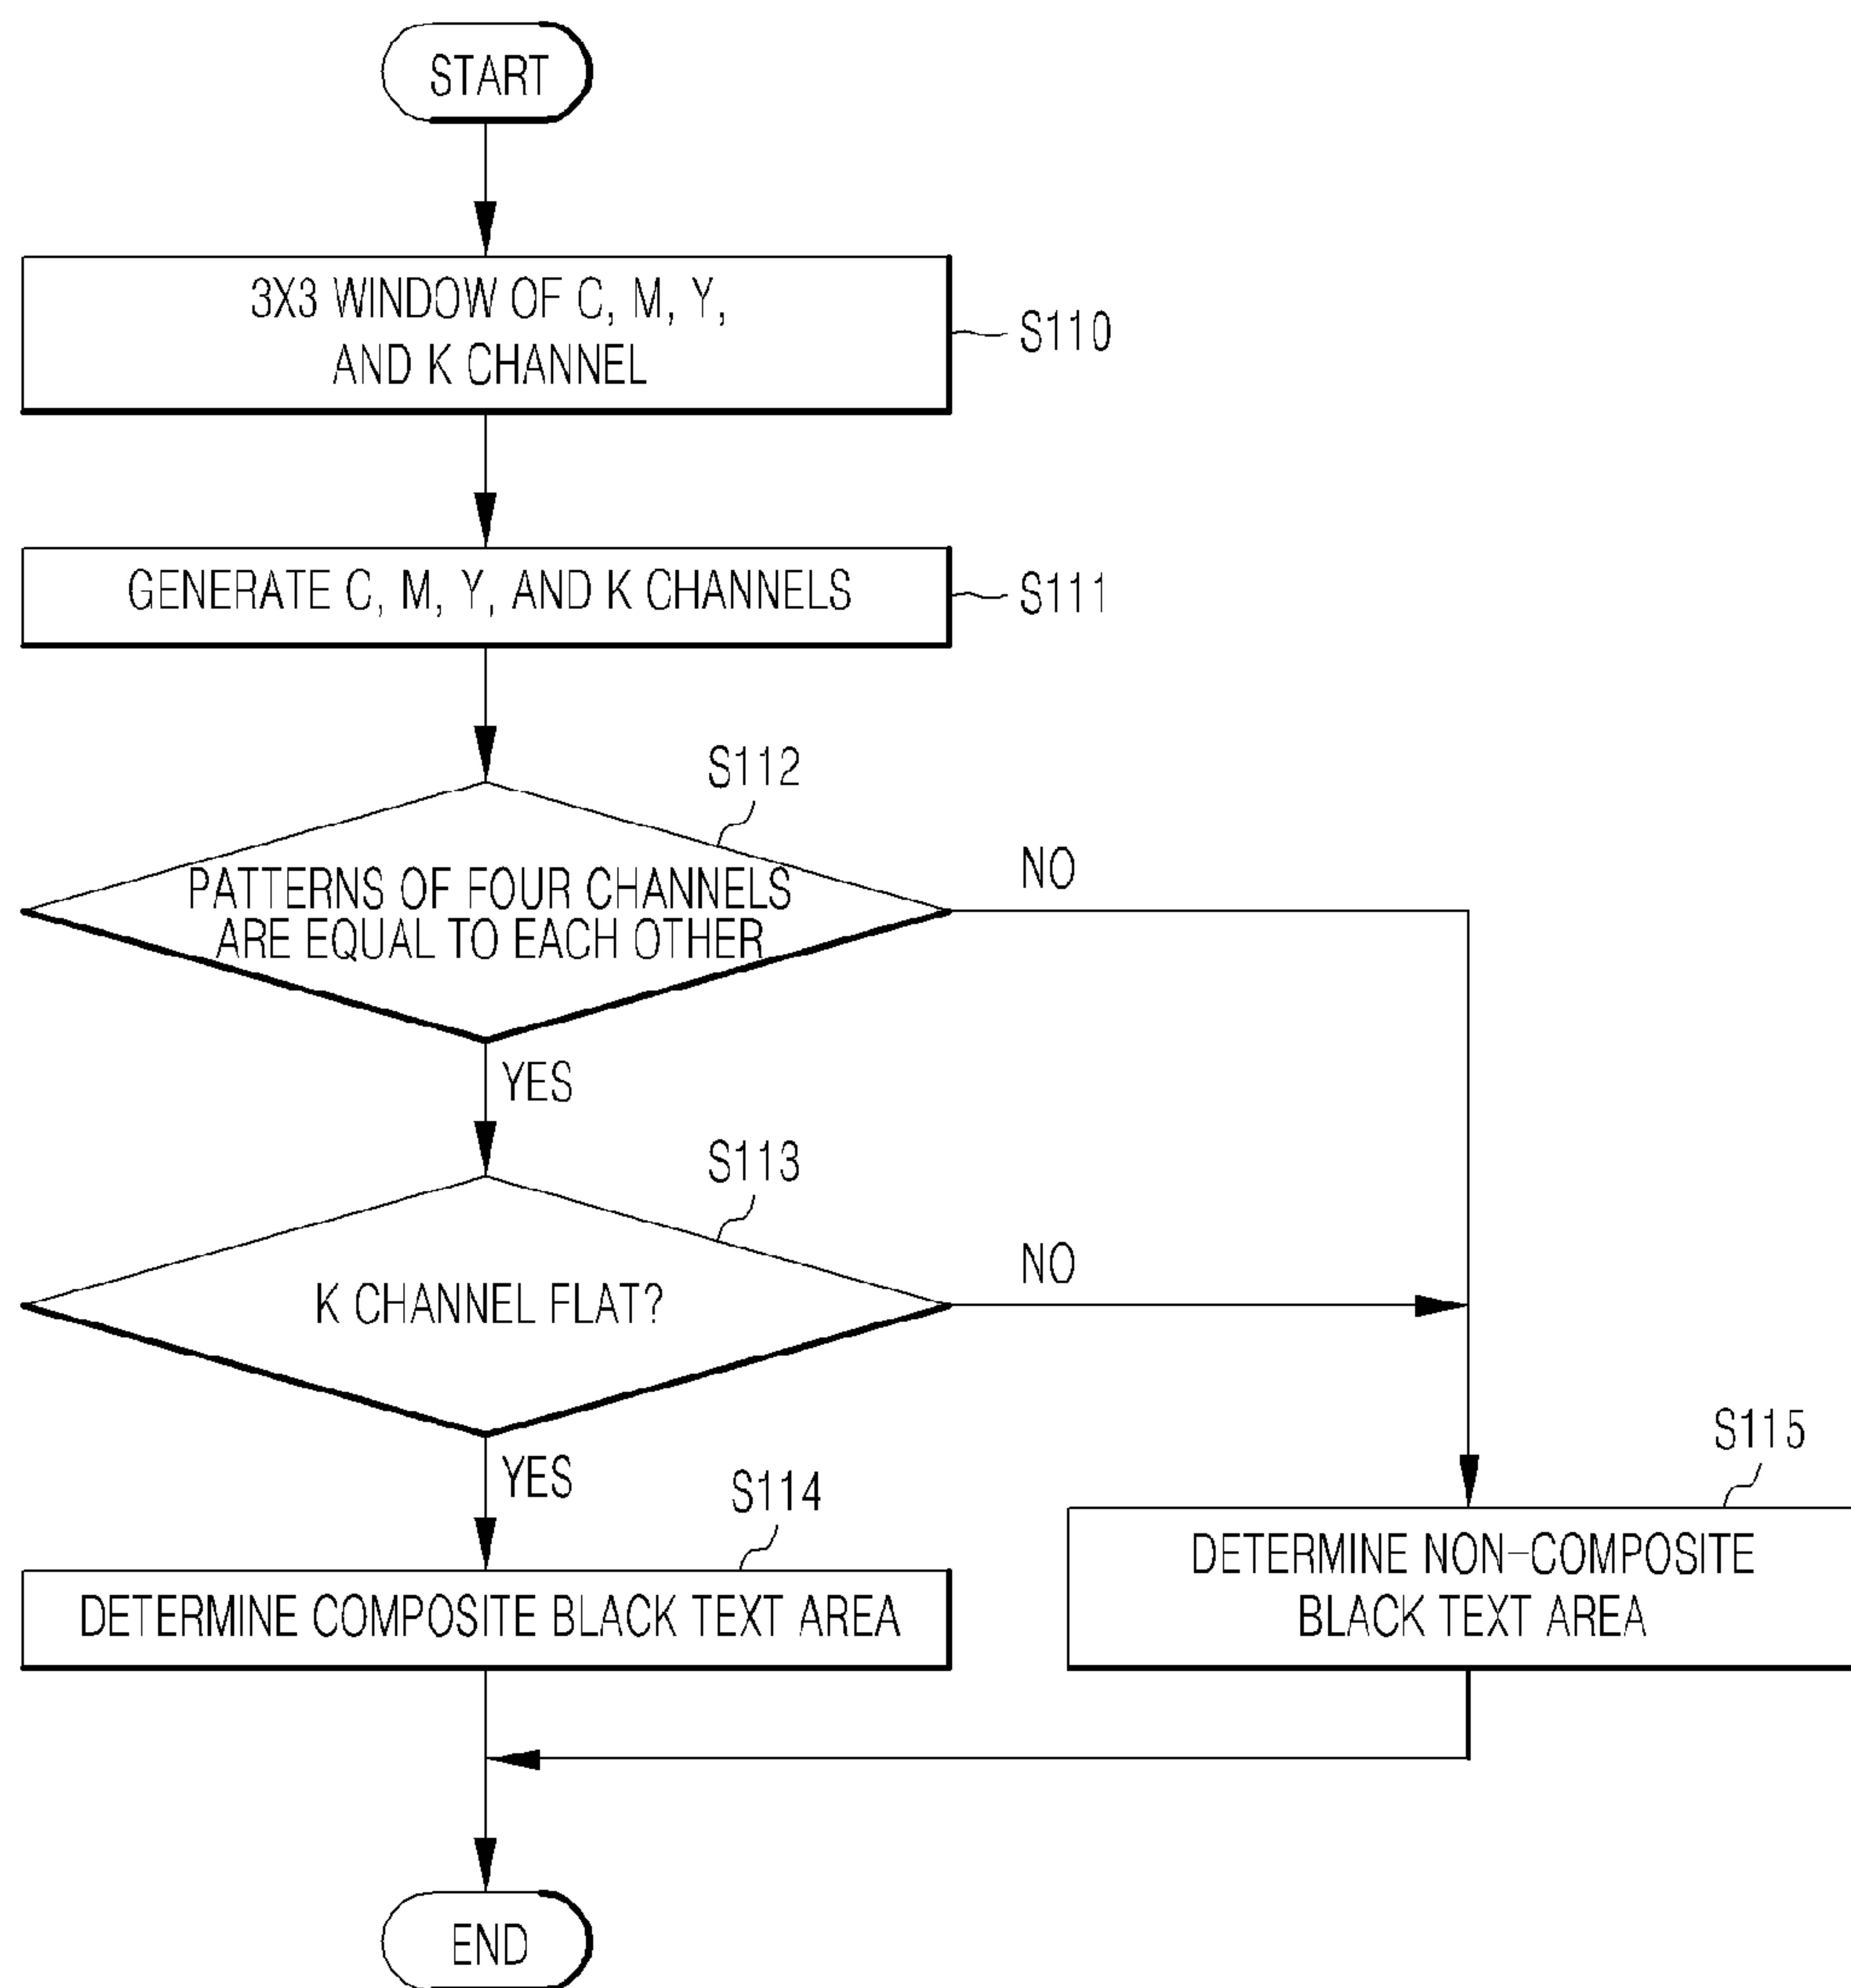 START
3X3 WINDOW OF C, M, Y,
AND K CHANNEL
S110
GENERATE C, M, Y, AND K CHANNELS
S111
S112
PATTERNS OF FOUR CHANNELS
ARE EQUAL TO EACH OTHER
NO
YES
S113
K CHANNEL FLAT?
NO
YES
S114
DETERMINE COMPOSITE BLACK TEXT AREA
S115
DETERMINE NON-COMPOSITE
BLACK TEXT AREA
END